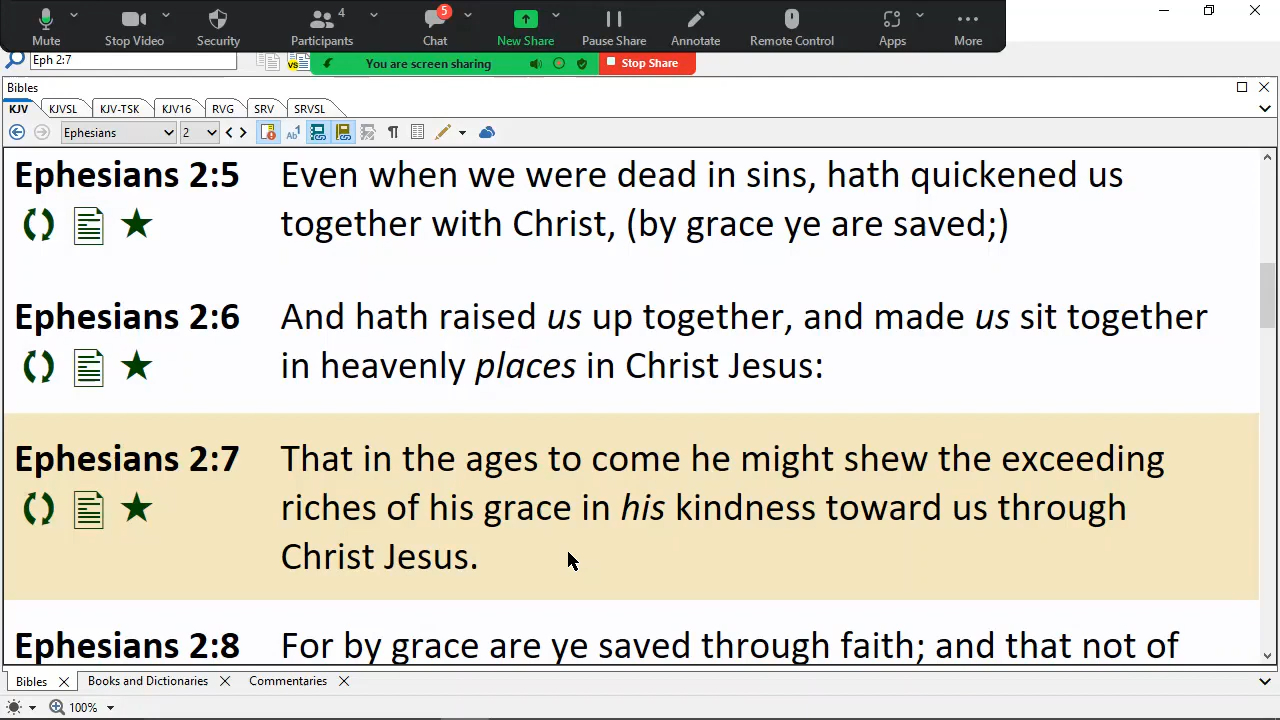 4
5
Mute Stop Video Security Participants Chat New Share Pause Share Annotate Remote Control Apps More
Eph 2:7
VS
You are screen sharing
Stop Share
Bibles
KJV KJVSL KJV-TSK KJV16 RVG SRV SRVSL
Ephesians 2 < > Ab1 ¶
Ephesians 2:5 Even when we were dead in sins, hath quickened us
together with Christ, (by grace ye are saved;)
Ephesians 2:6 And hath raised us up together, and made us sit together
in heavenly places in Christ Jesus:
Ephesians 2:7 That in the ages to come he might shew the exceeding
riches of his grace in his kindness toward us through
Christ Jesus.
Ephesians 2:8 For by grace are ye saved through faith; and that not of
Bibles Books and Dictionaries Commentaries
100%